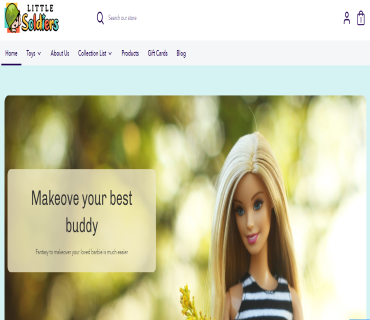 LITTLE
Soldiers
Search our store
Home Toys About Us Collection List Products Gift Cards Blog
Makeove your best
buddy
Fantasy to makeover your loved barbie is much easier